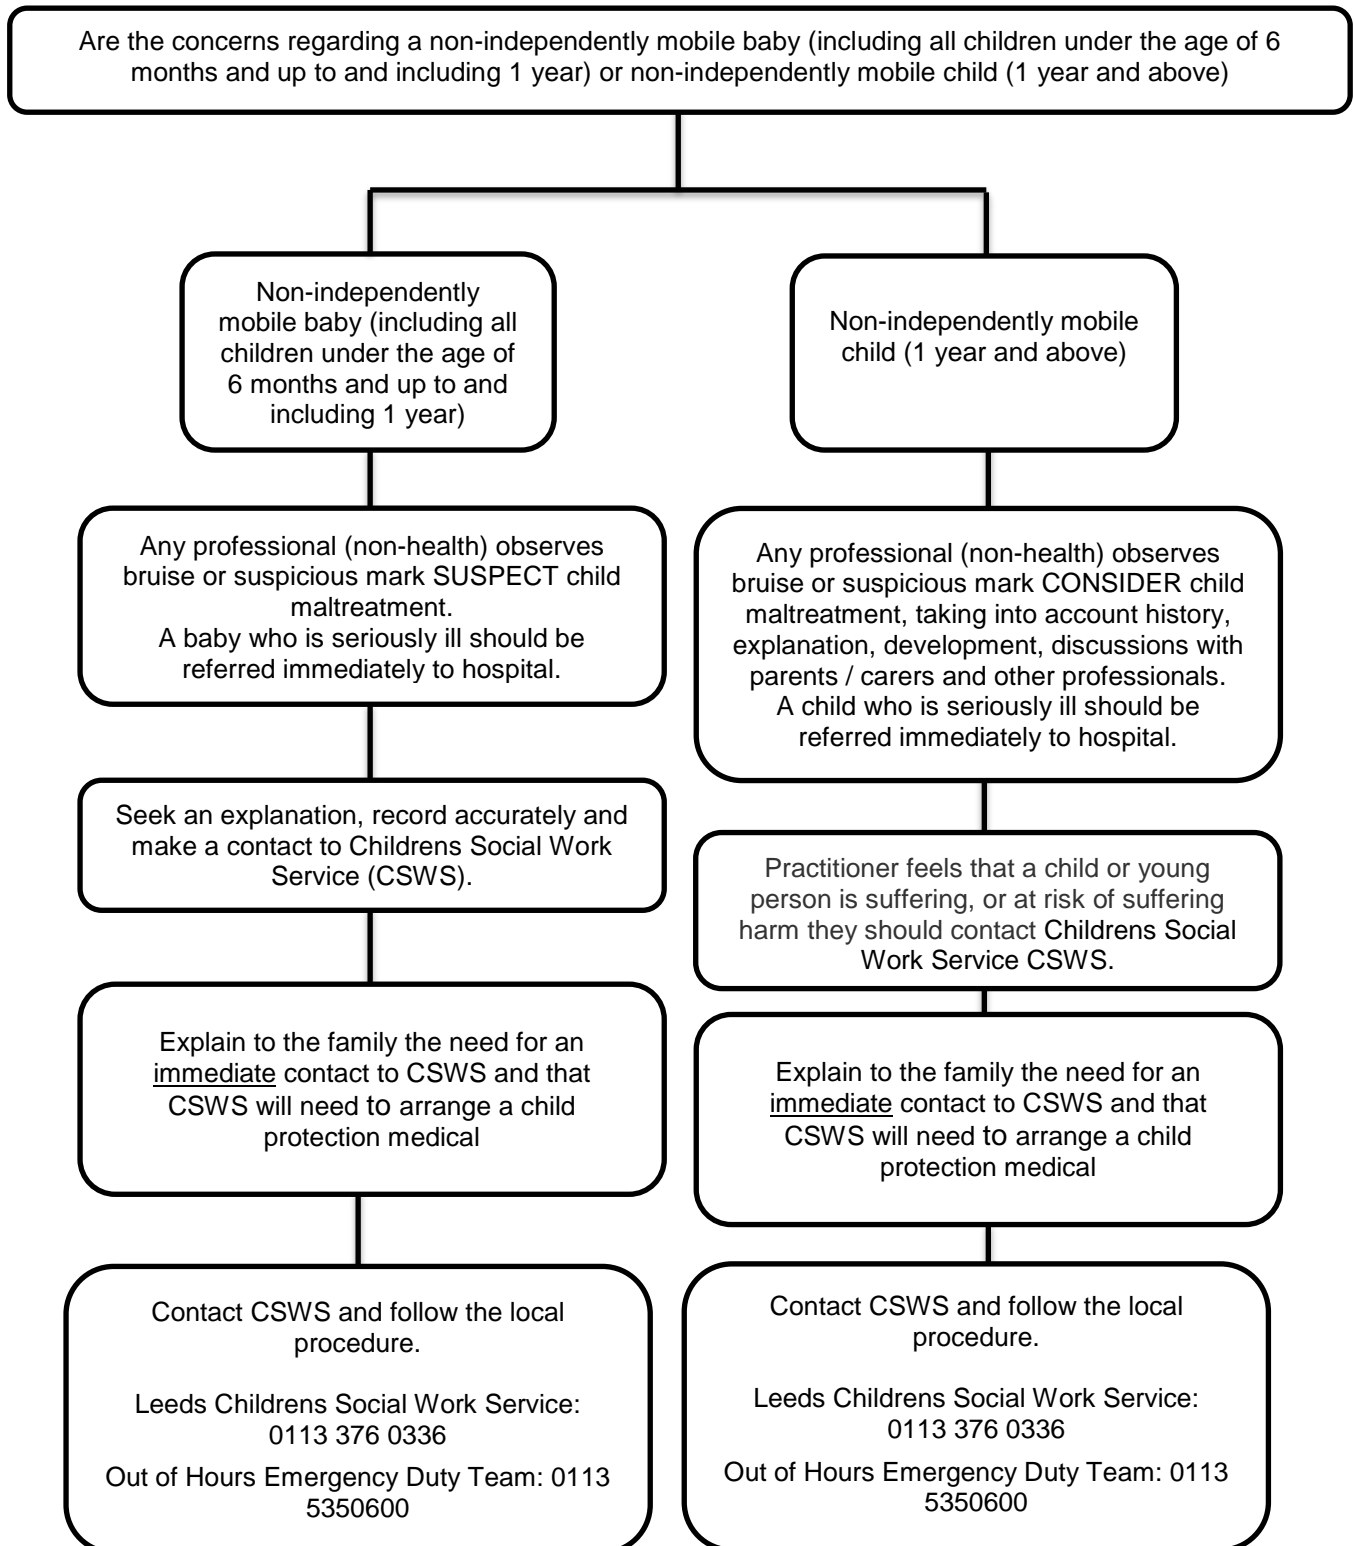 Are the concerns regarding a non-independently mobile baby (including all children under the age of 6
months and up to and including 1 year) or non-independently mobile child (1 year and above)
Non-independently
mobile baby (including all
children under the age of
6 months and up to and
including 1 year)
Non-independently mobile
child (1 year and above)
Any professional (non-health) observes
bruise or suspicious mark SUSPECT child
maltreatment.
A baby who is seriously ill should be
referred immediately to hospital.
Any professional (non-health) observes
bruise or suspicious mark CONSIDER child
maltreatment, taking into account history,
explanation, development, discussions with
parents / carers and other professionals.
A child who is seriously ill should be
referred immediately to hospital.
Seek an explanation, record accurately and
make a contact to Childrens Social Work
Service (CSWS).
Practitioner feels that a child or young
person is suffering, or at risk of suffering
harm they should contact Childrens Social
Work Service CSWS.
Explain to the family the need for an
immediate contact to CSWS and that
CSWS will need to arrange a child
protection medical
Explain to the family the need for an
immediate contact to CSWS and that
CSWS will need to arrange a child
protection medical
Contact CSWS and follow the local
procedure.
Leeds Childrens Social Work Service:
0113 376 0336
Out of Hours Emergency Duty Team: 0113
5350600
Contact CSWS and follow the local
procedure.
Leeds Childrens Social Work Service:
0113 376 0336
Out of Hours Emergency Duty Team: 0113
5350600